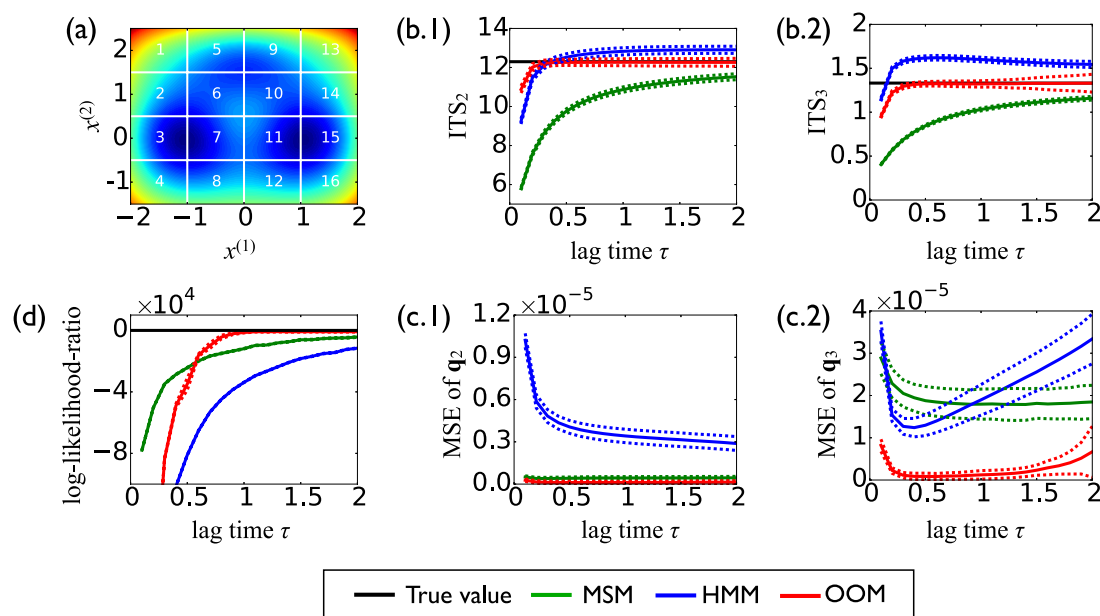 (a)
1 5 9 13
2 6 10 14
3 7 11 15
4 8 12 16
2
1
0
−1
x(2)
−2 −1 0 1 2
x(1)
(b.1)
14
12
10
8
6
ITS2
0 0.5 1 1.5 2
lag time τ
(b.2)
2
1.5
1
0.5
0
ITS3
0 0.5 1 1.5 2
lag time τ
(d)
×10^4
0
−4
−8
log-likelihood-ratio
0 0.5 1 1.5 2
lag time τ
(c.1)
×10^-5
1.2
0.9
0.6
0.3
0
MSE of q2
0 0.5 1 1.5 2
lag time τ
(c.2)
×10^-5
4
3
2
1
0
MSE of q3
0 0.5 1 1.5 2
lag time τ
True value MSM HMM OOM